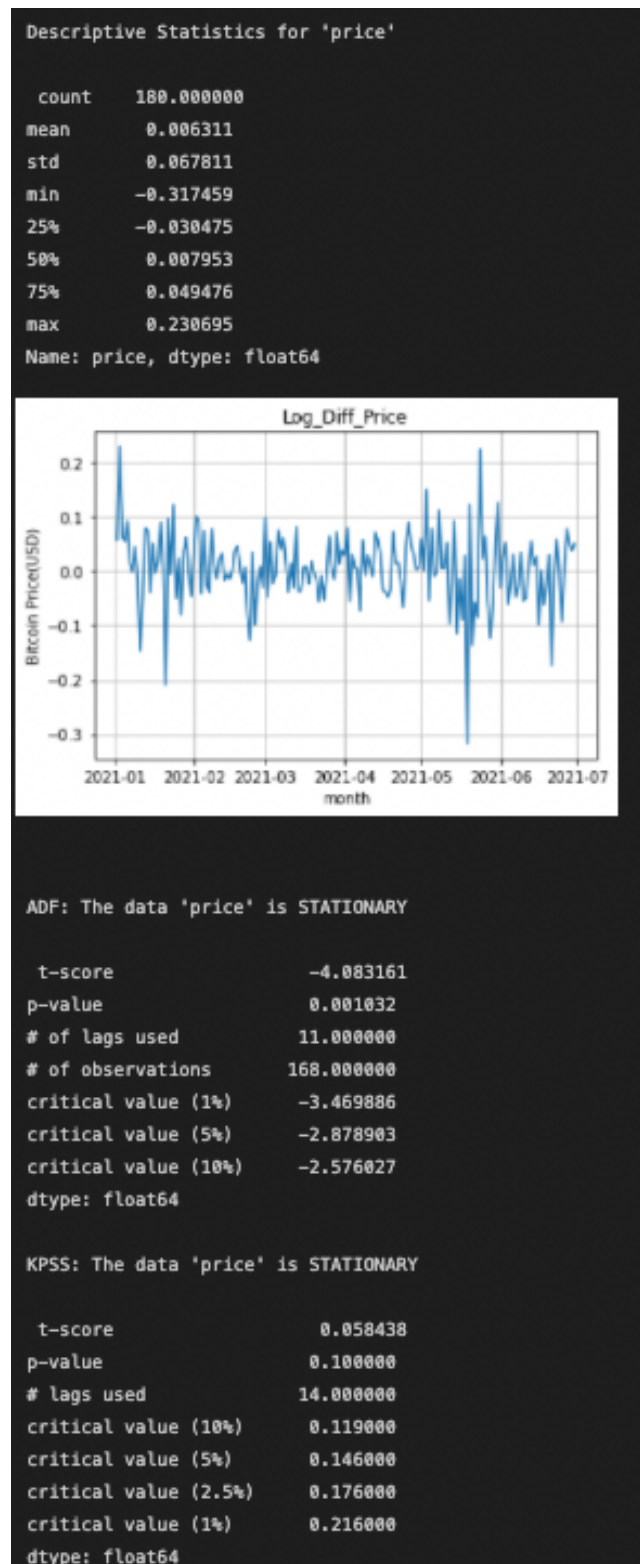 Descriptive Statistics for 'price'
count 180.000000
mean 0.006311
std 0.067811
min -0.317459
25% -0.030475
50% 0.007953
75% 0.049476
max 0.230695
Name: price, dtype: float64
Log_Diff_Price
Bitcoin Price(USD)
0.2
0.1
0.0
-0.1
-0.2
-0.3
2021-01 2021-02 2021-03 2021-04 2021-05 2021-06 2021-07
month
ADF: The data 'price' is STATIONARY
t-score -4.083161
p-value 0.001032
# of lags used 11.000000
# of observations 168.000000
critical value (1%) -3.469886
critical value (5%) -2.878903
critical value (10%) -2.576027
dtype: float64
KPSS: The data 'price' is STATIONARY
t-score 0.058438
p-value 0.100000
# lags used 14.000000
critical value (10%) 0.119000
critical value (5%) 0.146000
critical value (2.5%) 0.176000
critical value (1%) 0.216000
dtype: float64